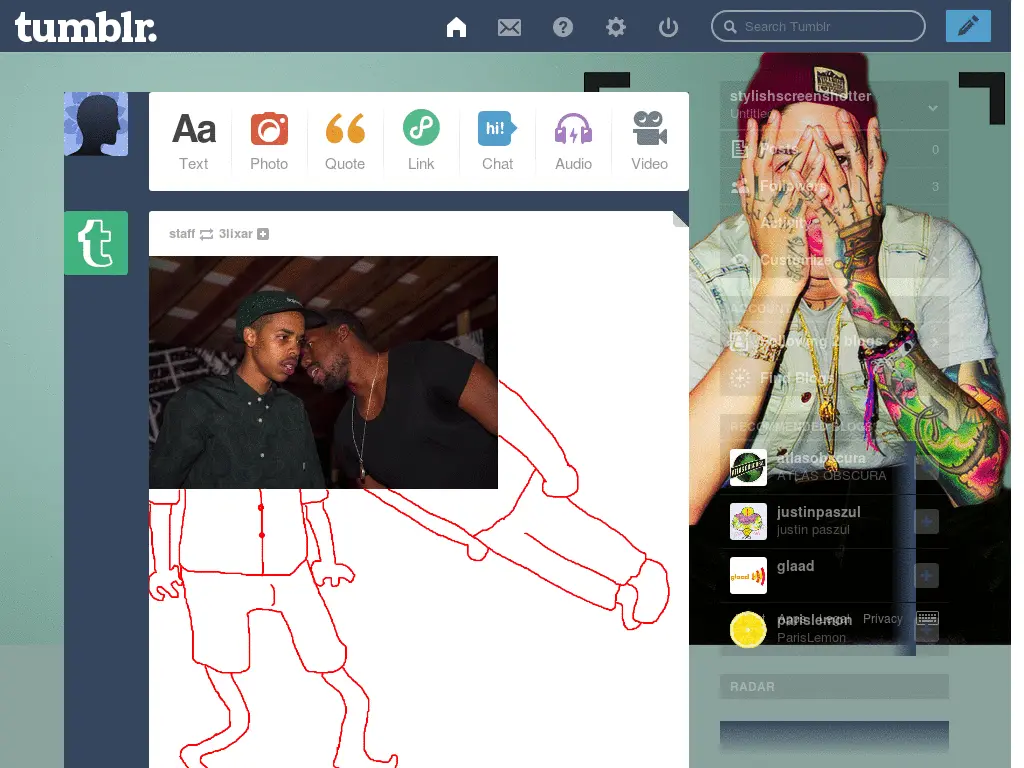 tumblr.
Search Tumblr
Aa
Text
Photo
Quote
Link
hi!
Chat
Audio
Video
staff 3lixar
stylishscreenshotter
Untitled
Posts 0
Followers 3
Activity
Customize
ACCOUNT
Following 2 blogs
Find Blogs
RECOMMENDED BLOGS
atlasobscura
ATLAS OBSCURA
justinpaszul
justin paszul
glaad
glaad
parislemon
Apps Legal Privacy
ParisLemon
RADAR